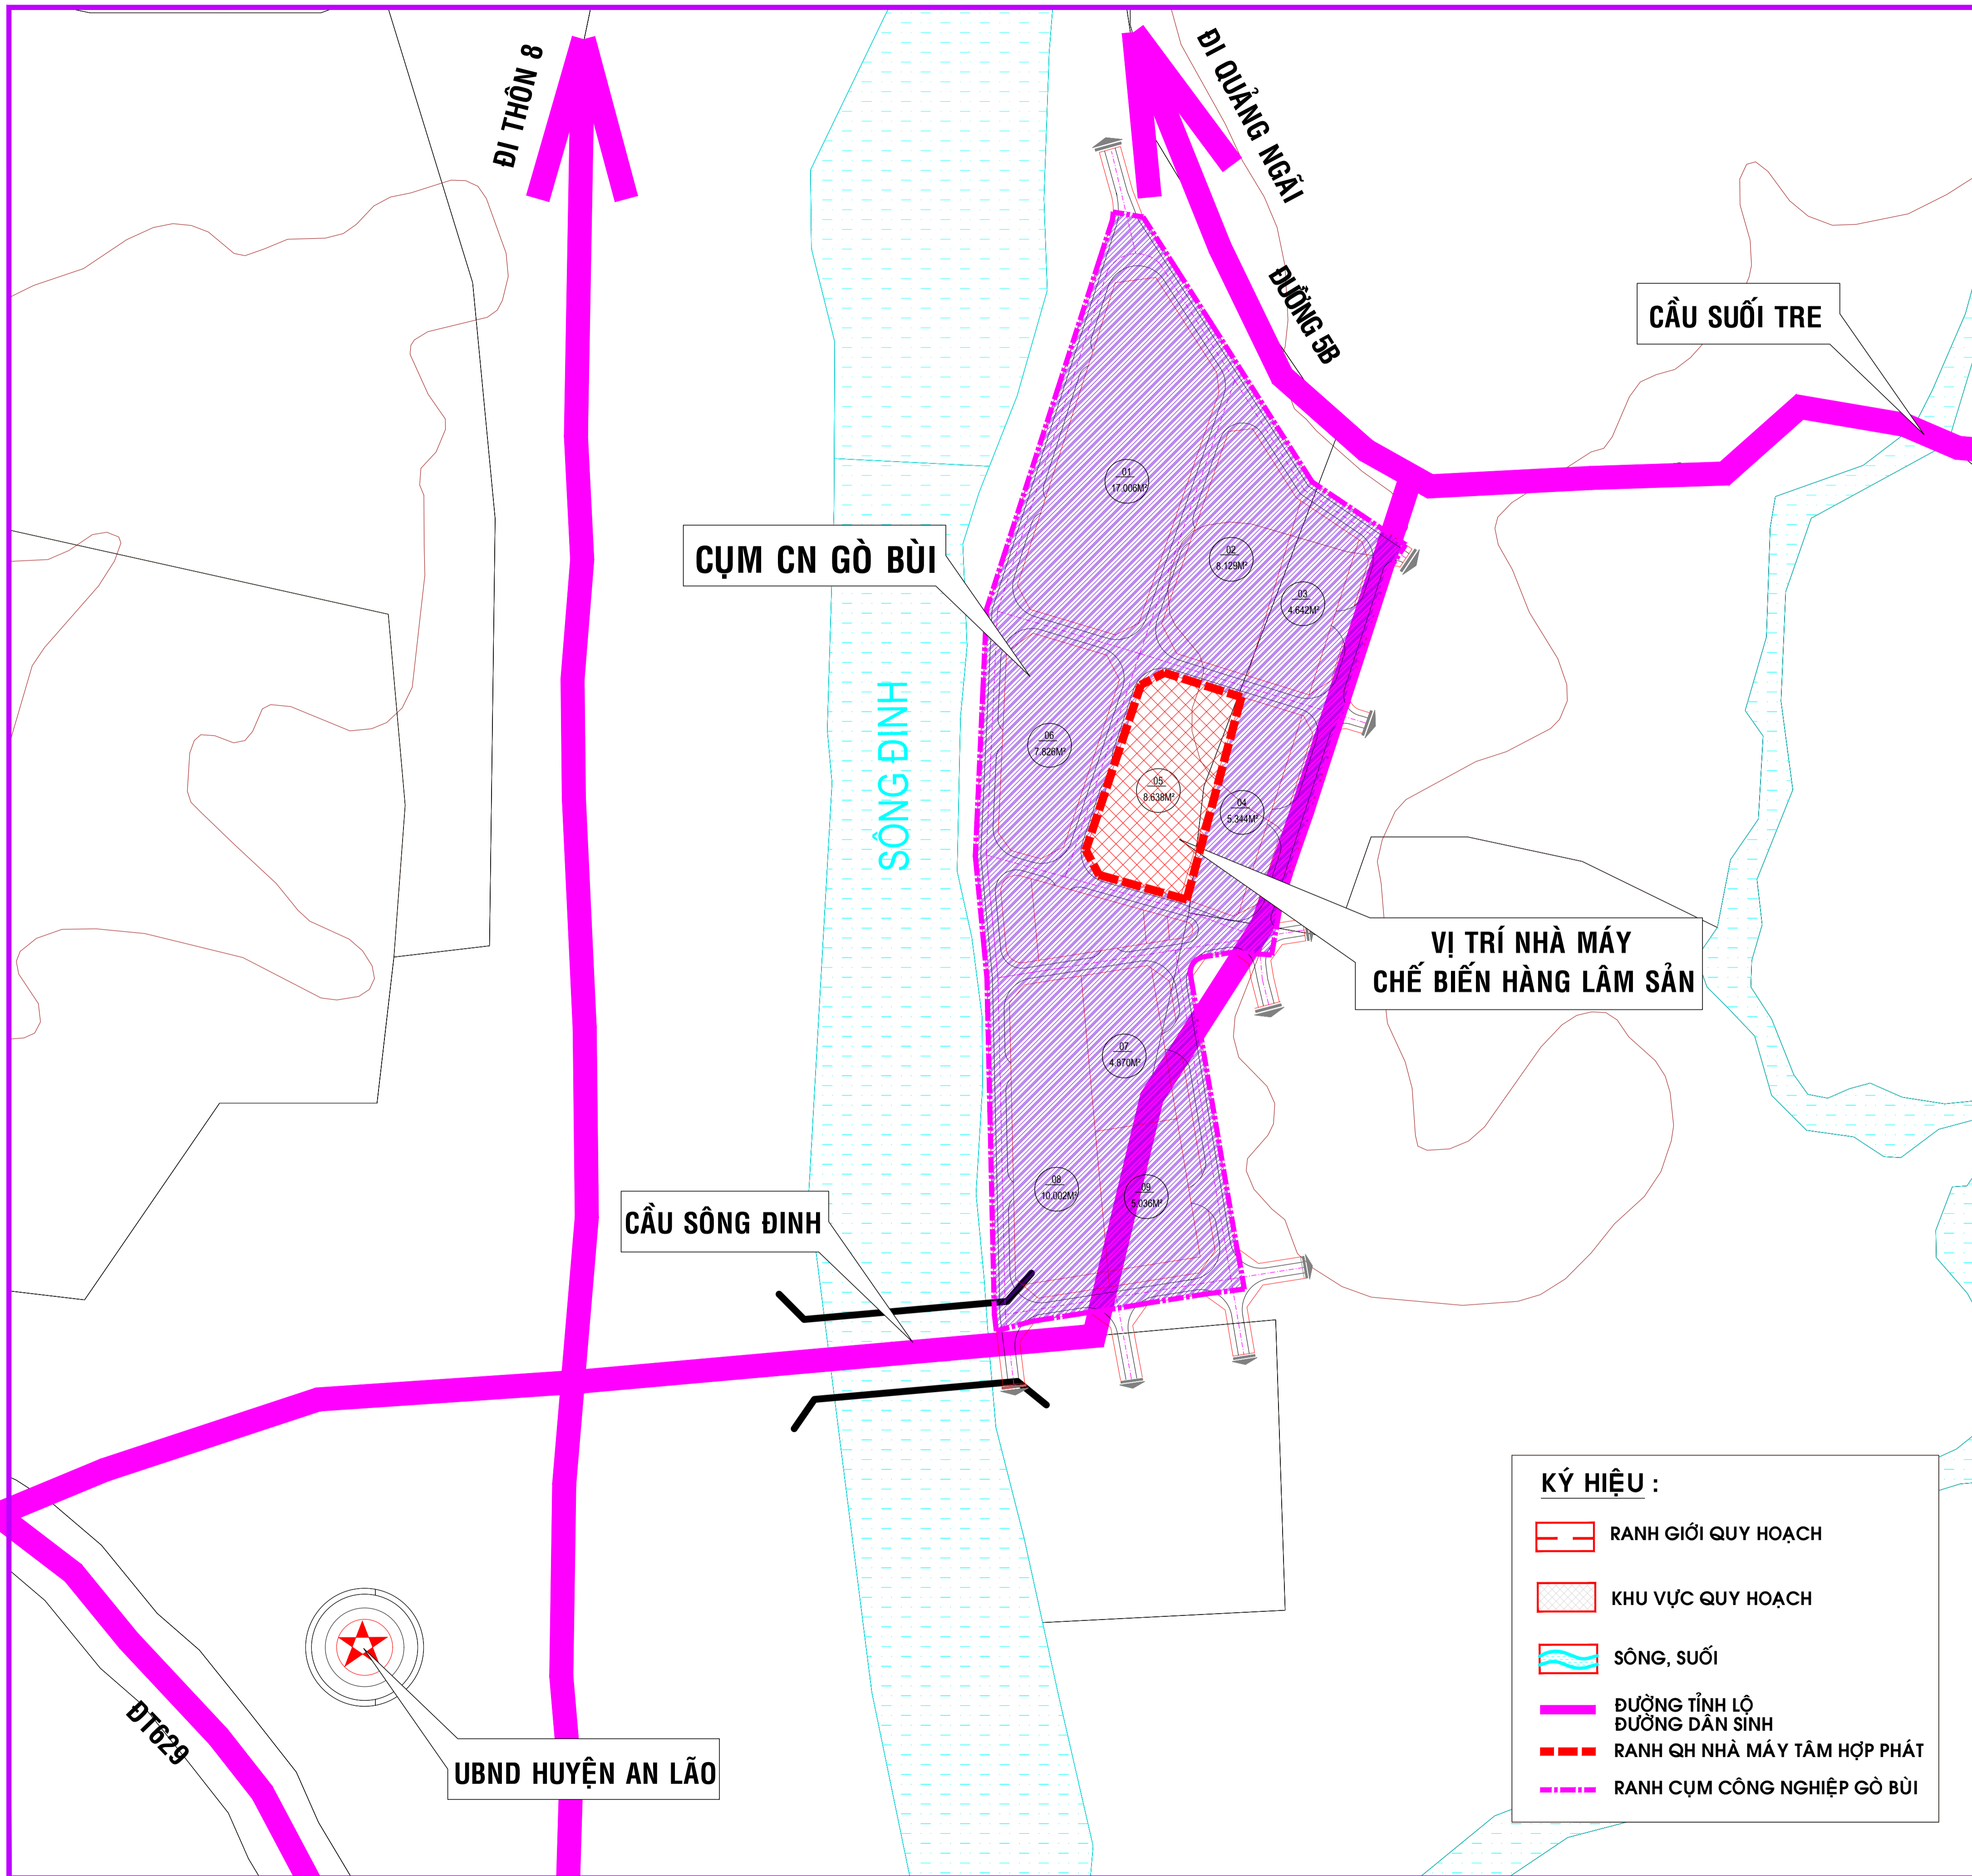 ĐI THÔN 8
ĐI QUẢNG NGÃI
ĐƯỜNG 5B
CẦU SUỐI TRE
01
17.006M²
CỤM CN GÒ BÙI
02
8.129M²
03
4.642M²
SÔNG ĐINH
06
7.826M²
05
8.638M²
04
5.344M²
VỊ TRÍ NHÀ MÁY
CHẾ BIẾN HÀNG LÂM SẢN
07
4.870M²
08
10.002M²
09
5.036M²
CẦU SÔNG ĐINH
ĐT629
UBND HUYỆN AN LÃO
KÝ HIỆU :
RANH GIỚI QUY HOẠCH
KHU VỰC QUY HOẠCH
SÔNG, SUỐI
ĐƯỜNG TỈNH LỘ
ĐƯỜNG DÂN SINH
RANH QH NHÀ MÁY TÂM HỢP PHÁT
RANH CỤM CÔNG NGHIỆP GÒ BÙI